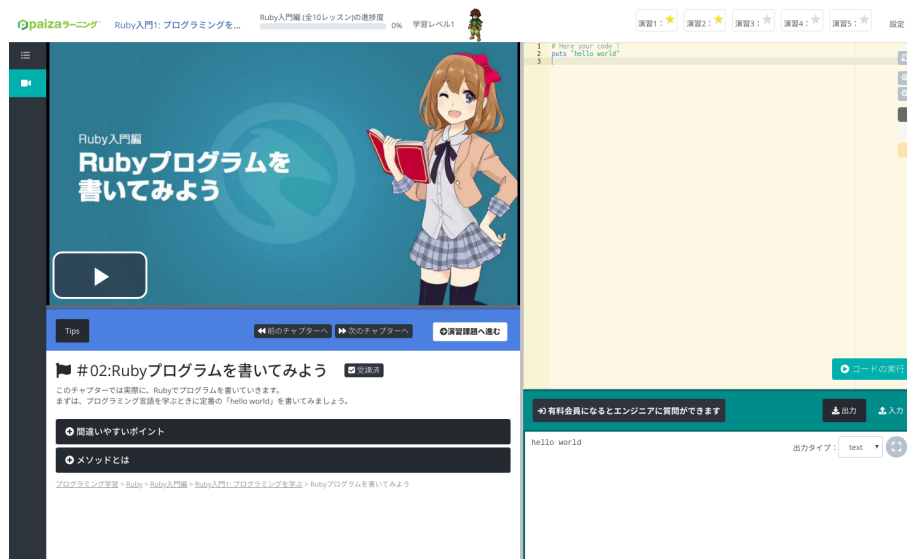 paizaラーニング
Ruby入門1: プログラミングを...
Ruby入門編 (全10レッスン)の進捗度
0%
学習レベル1
演習1：
演習2：
演習3：
演習4：
演習5：
設定
Ruby入門編
Rubyプログラムを
書いてみよう
1 # Here your code !
2 puts "hello world"
3
Tips
前のチャプターへ
次のチャプターへ
演習課題へ進む
＃02:Rubyプログラムを書いてみよう
受講済
このチャプターでは実際に、Rubyでプログラムを書いていきます。
まずは、プログラミング言語を学ぶときに定番の「hello world」を書いてみましょう。
間違いやすいポイント
メソッドとは
プログラミング学習 > Ruby > Ruby入門編 > Ruby入門1: プログラミングを学ぶ > Rubyプログラムを書いてみよう
コードの実行
有料会員になるとエンジニアに質問ができます
出力
入力
hello world
出力タイプ：
text